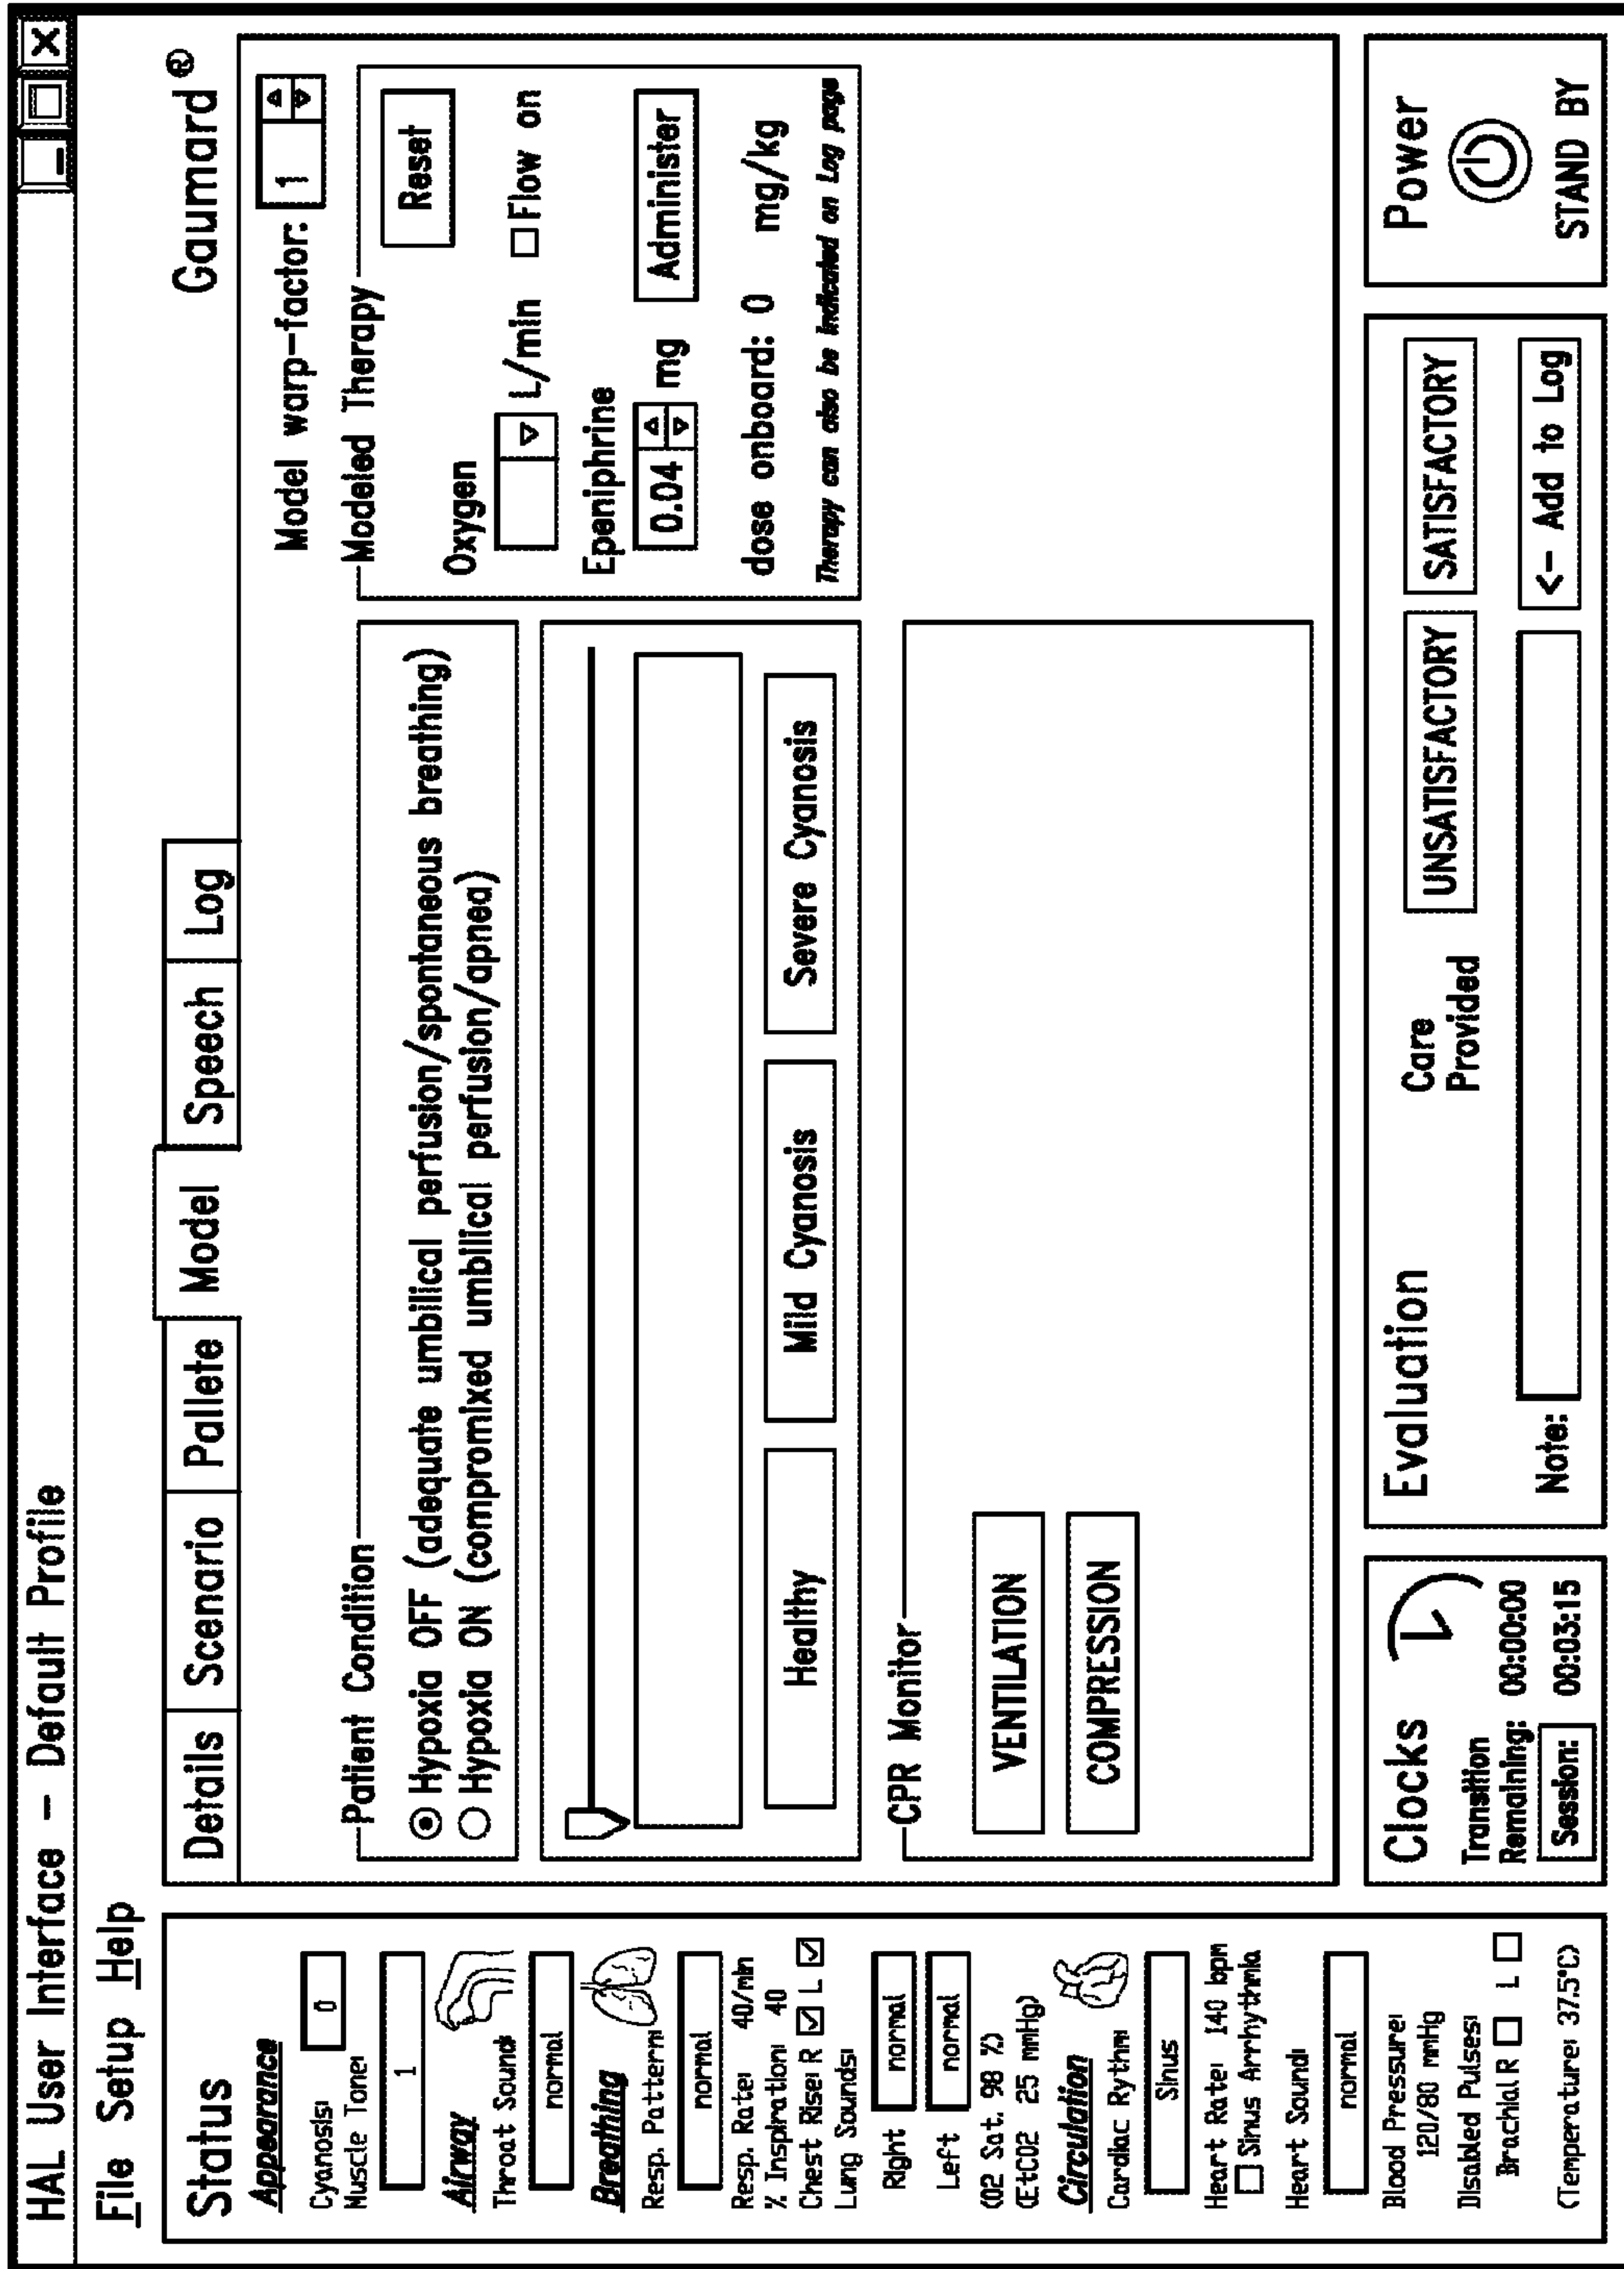 HAL User Interface - Default Profile
File Setup Help
Gaumard®
Status
Appearance
Cyanosis: 0
Muscle Tone:
1
Airway
Throat Sound:
normal
Breathing
Resp. Pattern:
normal
Resp. Rate: 40/min
% Inspiration: 40
Chest Rise: R L
Lung Sounds:
Right normal
Left normal
(O2 Sat. 98 %)
(EtCO2 25 mmHg)
Circulation
Cardiac Rythm:
Sinus
Heart Rate: 140 bpm
Sinus Arrhythmia
Heart Sound:
normal
Blood Pressure:
120/80 mmHg
Disabled Pulses:
Brachial R L
(Temperature: 37.5°C)
Details Scenario Pallete Model Speech Log
Model warp-factor: 1
Patient Condition
Hypoxia OFF (adequate umbilical perfusion/spontaneous breathing)
Hypoxia ON (compromixed umbilical perfusion/apnea)
Healthy Mild Cyanosis Severe Cyanosis
Modeled Therapy
Reset
Oxygen
L/min Flow on
Epeniphrine
0.04 mg Administer
dose onboard: 0 mg/kg
Therapy can also be indicated on Log page
CPR Monitor
VENTILATION
COMPRESSION
Clocks
Transition
Remaining: 00:00:00
Session: 00:03:15
Evaluation
Care
Provided
UNSATISFACTORY SATISFACTORY
Note: <- Add to Log
Power
STAND BY